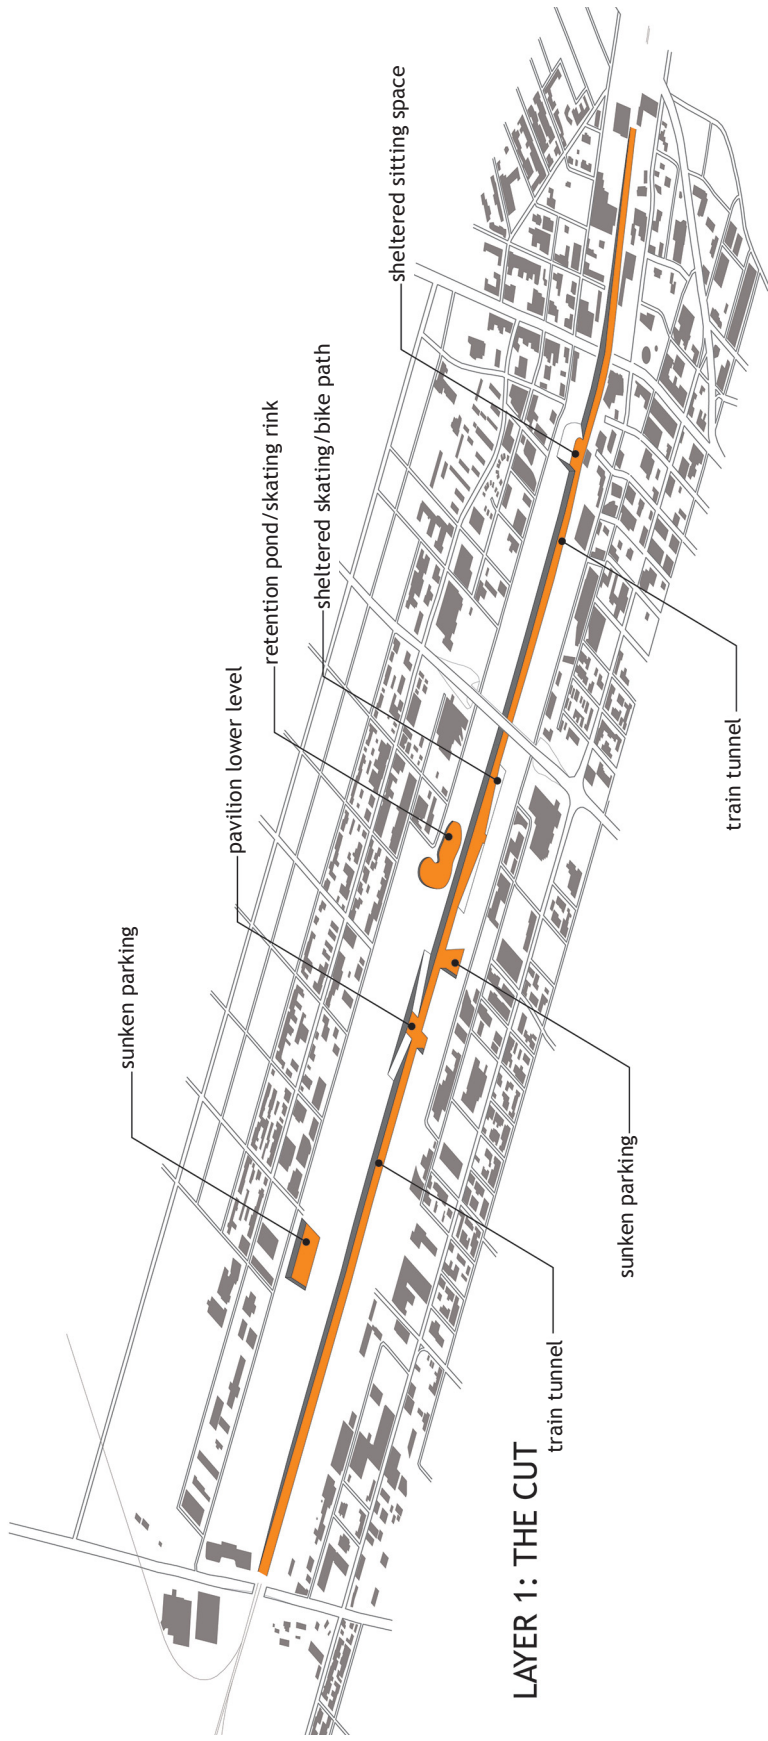 sunken parking
pavilion lower level
retention pond/skating rink
sheltered skating/bike path
sheltered sitting space
LAYER 1: THE CUT
train tunnel
sunken parking
train tunnel